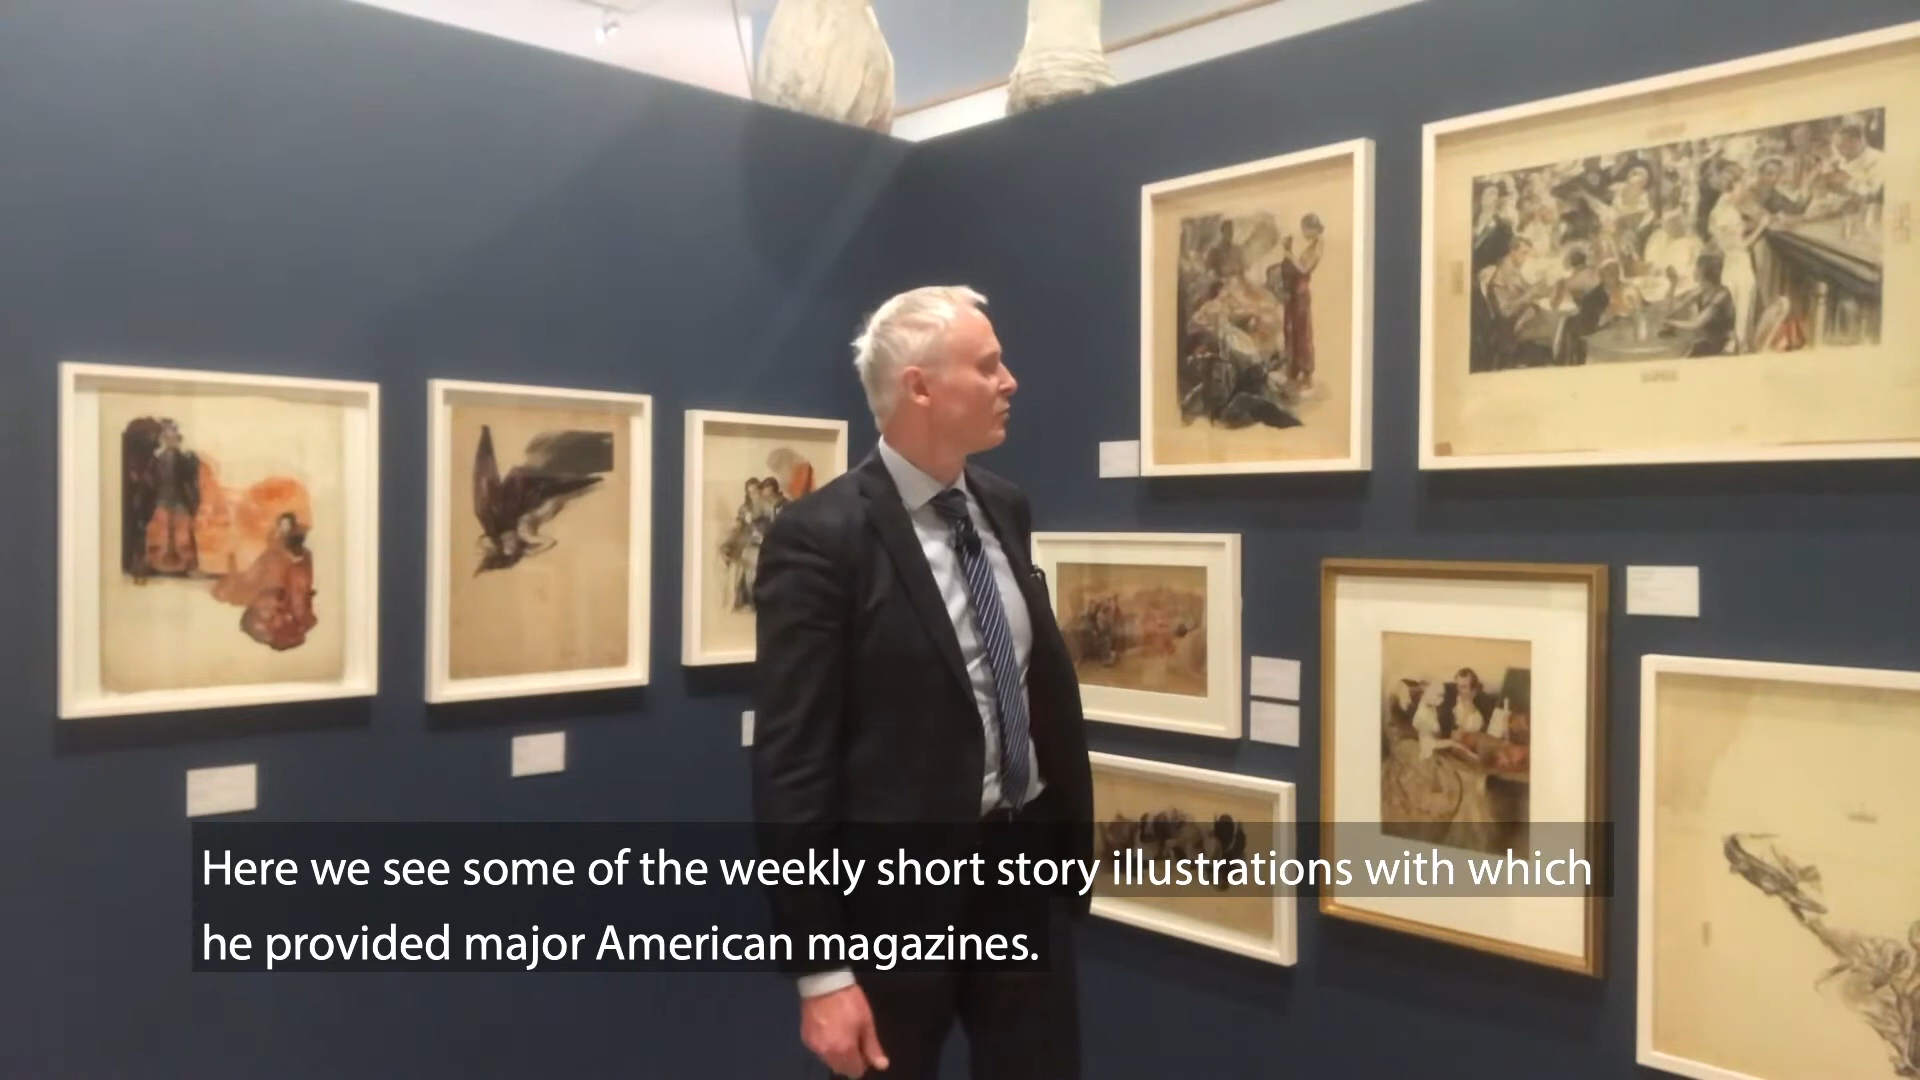 Here we see some of the weekly short story illustrations with which
he provided major American magazines.